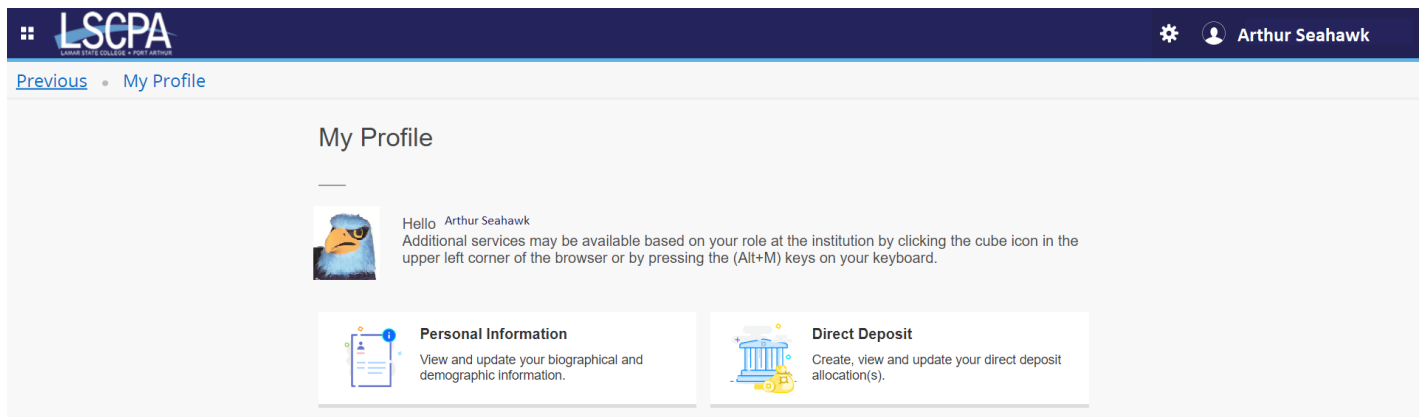 LSCPA
LAMAR STATE COLLEGE • PORT ARTHUR
Arthur Seahawk
Previous • My Profile
My Profile
Hello Arthur Seahawk
Additional services may be available based on your role at the institution by clicking the cube icon in the
upper left corner of the browser or by pressing the (Alt+M) keys on your keyboard.
Personal Information
View and update your biographical and
demographic information.
Direct Deposit
Create, view and update your direct deposit
allocation(s).